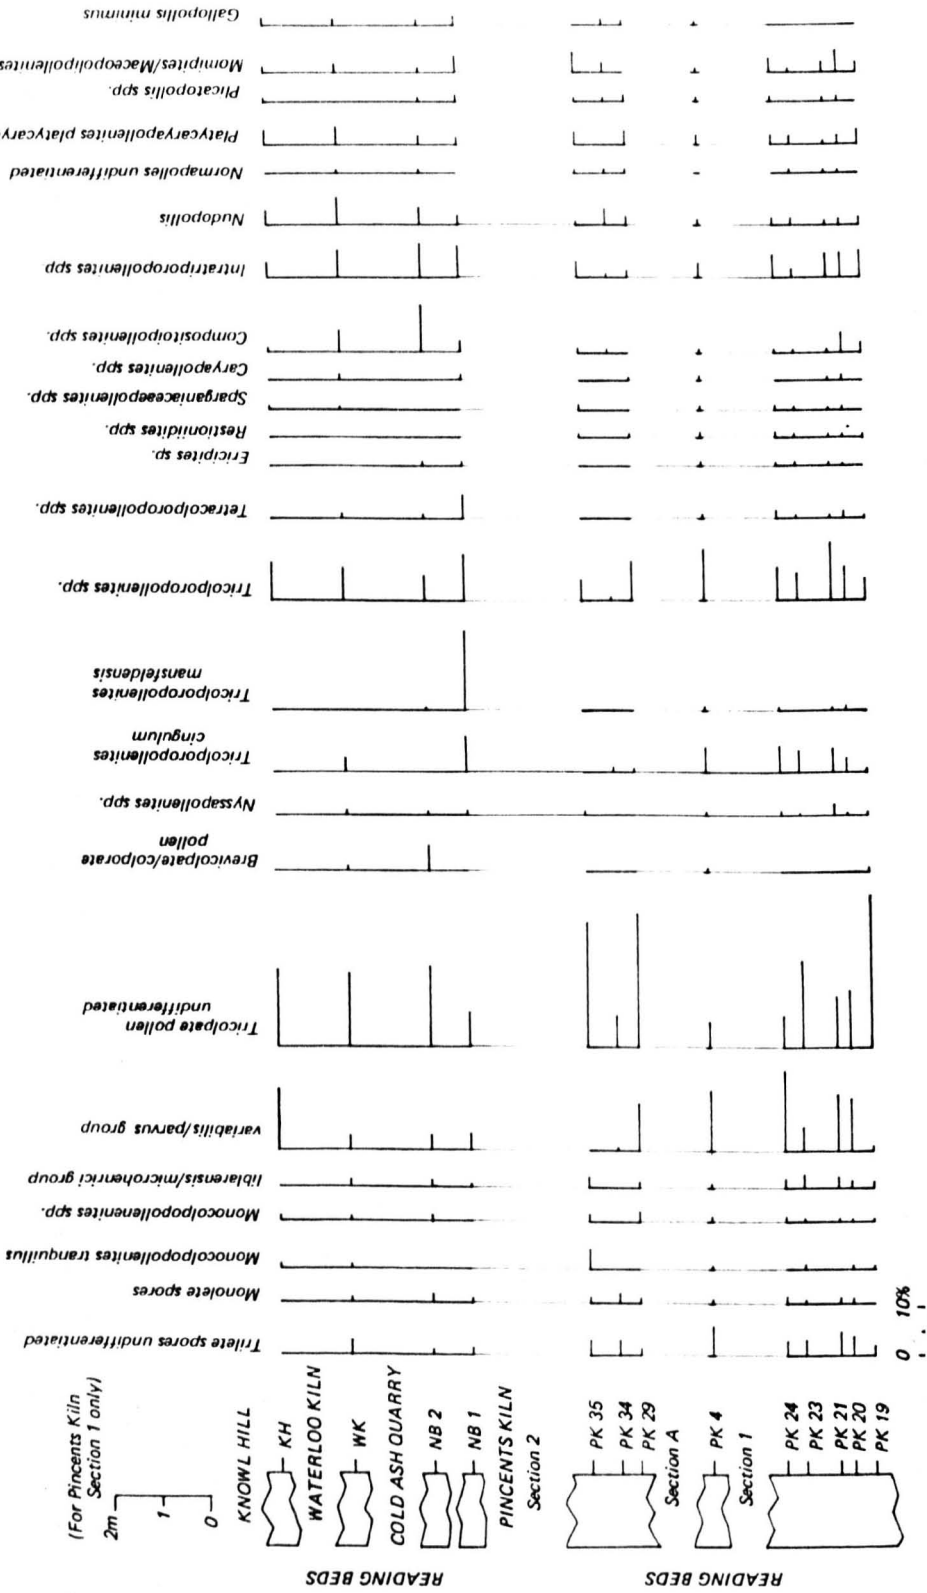 Gallopollis minimus
Momipites/Maceopolipollenites
Plicatopollis spp.
Normapolles undifferentiated
Nudopollis
Intratriporopollenites spp
Compositoipollenites spp.
Caryapollenites spp.
Sparganiaceaepollenites spp.
Restioniidites spp.
Ericipites sp.
Tetracolporopollenites spp.
Tricolporopollenites spp.
Tricolporopollenites
mansfeldensis
Tricolporopollenites
cingulum
Nyssapollenites spp.
Brevicolpate/colporate
pollen
Tricolpate pollen
undifferentiated
variabilis/parvus group
liblarensis/microhenrici group
Monocolpopollenenites spp.
Monocolpopollenites tranquillus
Monolete spores
Trilete spores undifferentiated
0 10%
(For Pincents Kiln
Section 1 only)
2m
1
0
KNOWL HILL
KH
WATERLOO KILN
WK
COLD ASH QUARRY
NB 2
NB 1
PINCENTS KILN
Section 2
PK 35
PK 34
PK 29
Section A
PK 4
Section 1
PK 24
PK 23
PK 21
PK 20
PK 19
READING BEDS
READING BEDS